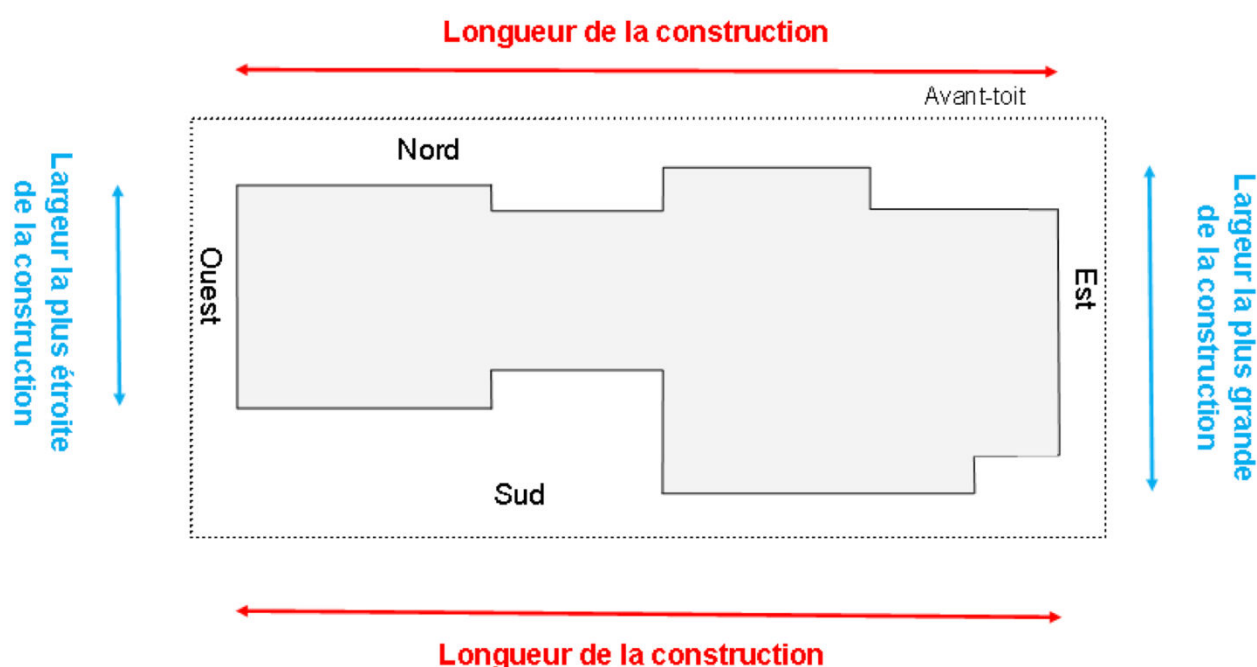 Longueur de la construction
Avant-toit
Nord
Largeur la plus étroite
de la construction
Ouest
Est
Largeur la plus grande
de la construction
Sud
Longueur de la construction